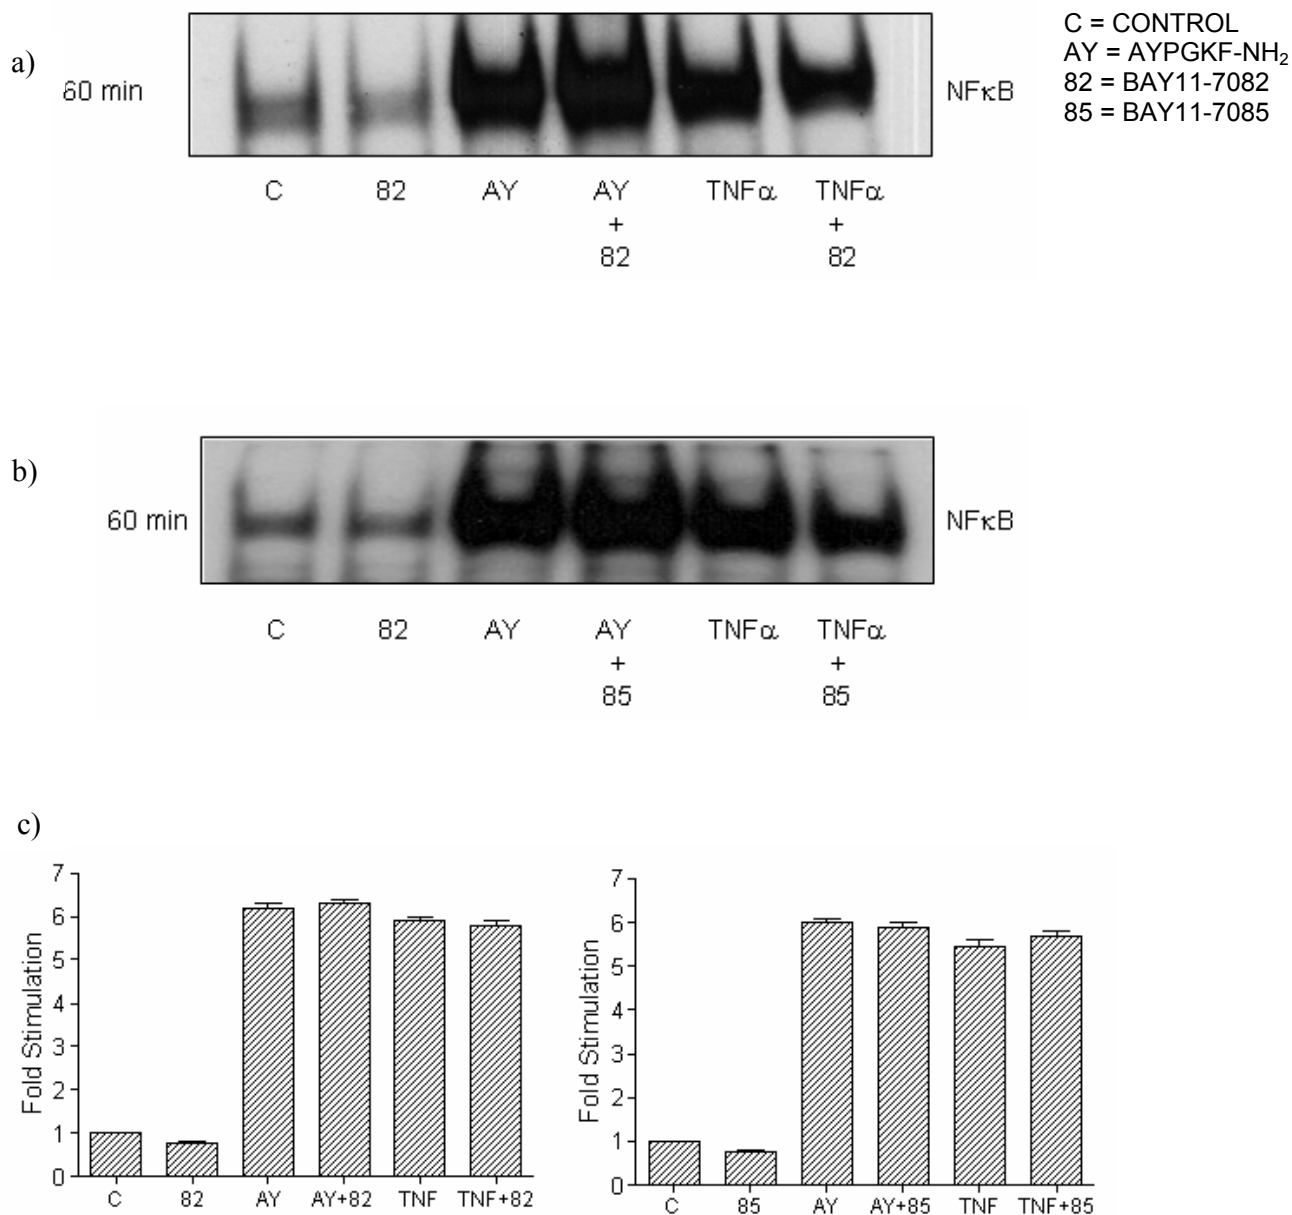 a)
60 min
NFκB
C = CONTROL
AY = AYPGKF-NH₂
82 = BAY11-7082
85 = BAY11-7085
C 82 AY AY + 82 TNFα TNFα + 82
b)
60 min
NFκB
C 82 AY AY + 85 TNFα TNFα + 85
c)
Fold Stimulation
7
6
5
4
3
2
1
0
C 82 AY AY+82 TNF TNF+82
Fold Stimulation
7
6
5
4
3
2
1
0
C 85 AY AY+85 TNF TNF+85